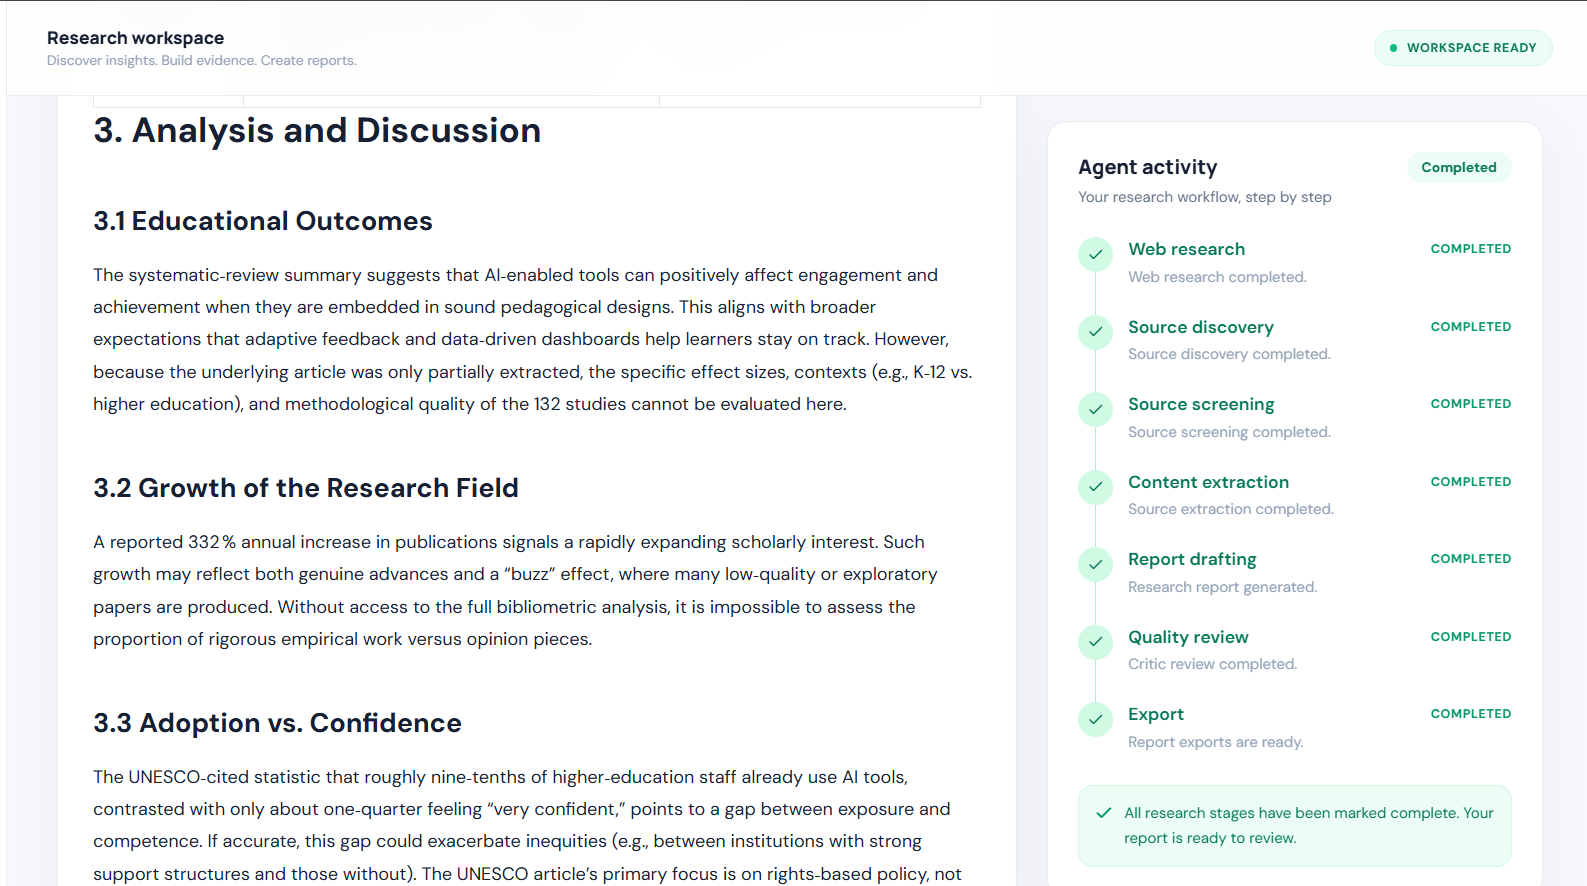 Research workspace
Discover insights. Build evidence. Create reports.
WORKSPACE READY
3. Analysis and Discussion
3.1 Educational Outcomes
The systematic-review summary suggests that AI-enabled tools can positively affect engagement and
achievement when they are embedded in sound pedagogical designs. This aligns with broader
expectations that adaptive feedback and data-driven dashboards help learners stay on track. However,
because the underlying article was only partially extracted, the specific effect sizes, contexts (e.g., K-12 vs.
higher education), and methodological quality of the 132 studies cannot be evaluated here.
3.2 Growth of the Research Field
A reported 332 % annual increase in publications signals a rapidly expanding scholarly interest. Such
growth may reflect both genuine advances and a “buzz” effect, where many low-quality or exploratory
papers are produced. Without access to the full bibliometric analysis, it is impossible to assess the
proportion of rigorous empirical work versus opinion pieces.
3.3 Adoption vs. Confidence
The UNESCO-cited statistic that roughly nine-tenths of higher-education staff already use AI tools,
contrasted with only about one-quarter feeling “very confident,” points to a gap between exposure and
competence. If accurate, this gap could exacerbate inequities (e.g., between institutions with strong
support structures and those without). The UNESCO article’s primary focus is on rights-based policy, not
Agent activity
Completed
Your research workflow, step by step
Web research
COMPLETED
Web research completed.
Source discovery
COMPLETED
Source discovery completed.
Source screening
COMPLETED
Source screening completed.
Content extraction
COMPLETED
Source extraction completed.
Report drafting
COMPLETED
Research report generated.
Quality review
COMPLETED
Critic review completed.
Export
COMPLETED
Report exports are ready.
All research stages have been marked complete. Your
report is ready to review.